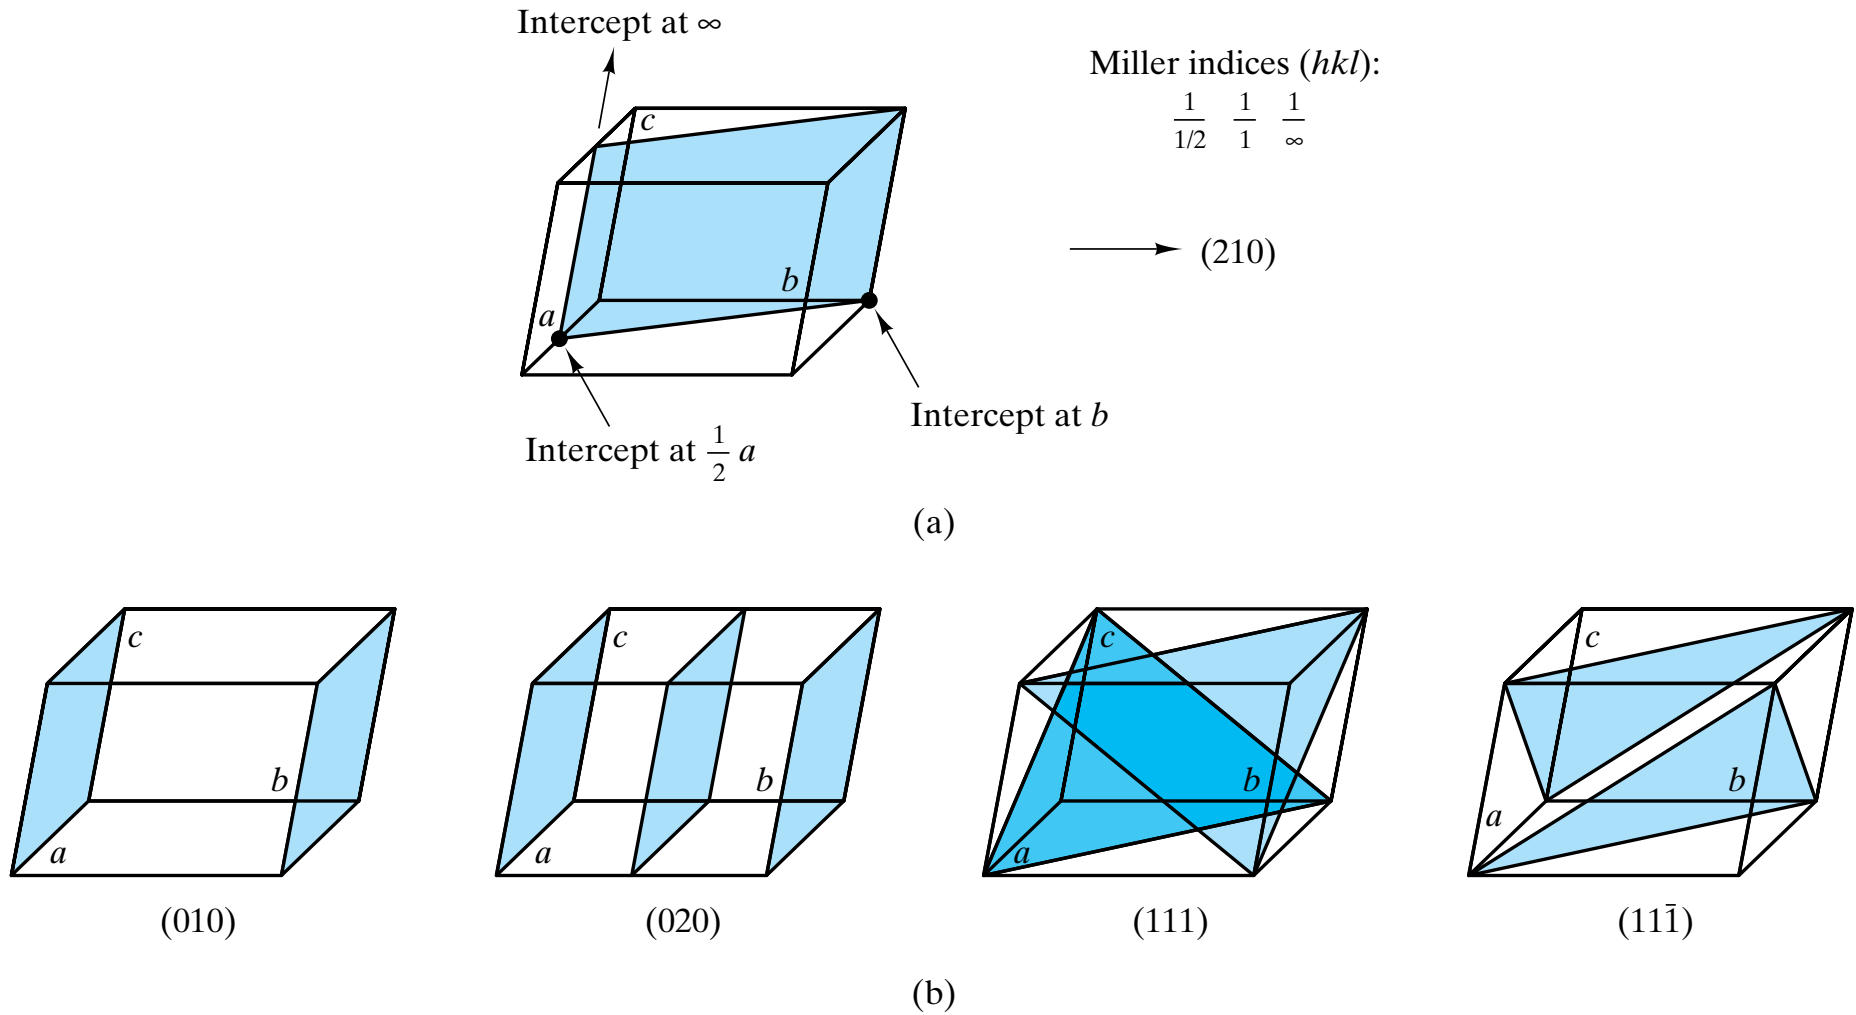 Intercept at ∞
Miller indices (hkl):
1/1/2 1/1 1/∞
c
b
a
(210)
Intercept at b
Intercept at 1/2 a
(a)
c
b
a
(010)
c
b
a
(020)
c
b
a
(111)
c
b
a
(111̄)
(b)